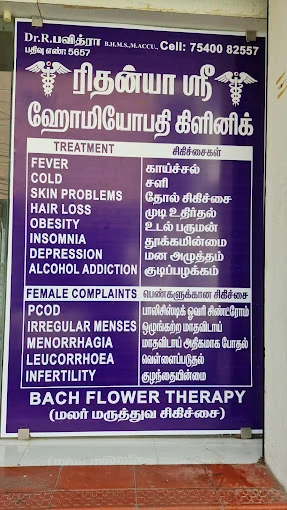 Dr.R.பவித்ரா B.H.M.S.,M.ACCU., Cell: 75400 82557
பதிவு எண்: 5657
ரிதன்யா ஸ்ரீ
ஹோமியோபதி கிளினிக்
TREATMENT சிகிச்சைகள்
FEVER காய்ச்சல்
COLD சளி
SKIN PROBLEMS தோல் சிகிச்சை
HAIR LOSS முடி உதிர்தல்
OBESITY உடல் பருமன்
INSOMNIA தூக்கமின்மை
DEPRESSION மன அழுத்தம்
ALCOHOL ADDICTION குடிப்பழக்கம்
FEMALE COMPLAINTS பெண்களுக்கான சிகிச்சை
PCOD பாலிசிஸ்டிக் ஓவரி சின்ட்ரோம்
IRREGULAR MENSES ஒழுங்கற்ற மாதவிடாய்
MENORRHAGIA மாதவிடாய் அதிகமாக போதல்
LEUCORRHOEA வெள்ளைப்படுதல்
INFERTILITY குழந்தையின்மை
BACH FLOWER THERAPY
(மலர் மருத்துவ சிகிச்சை)